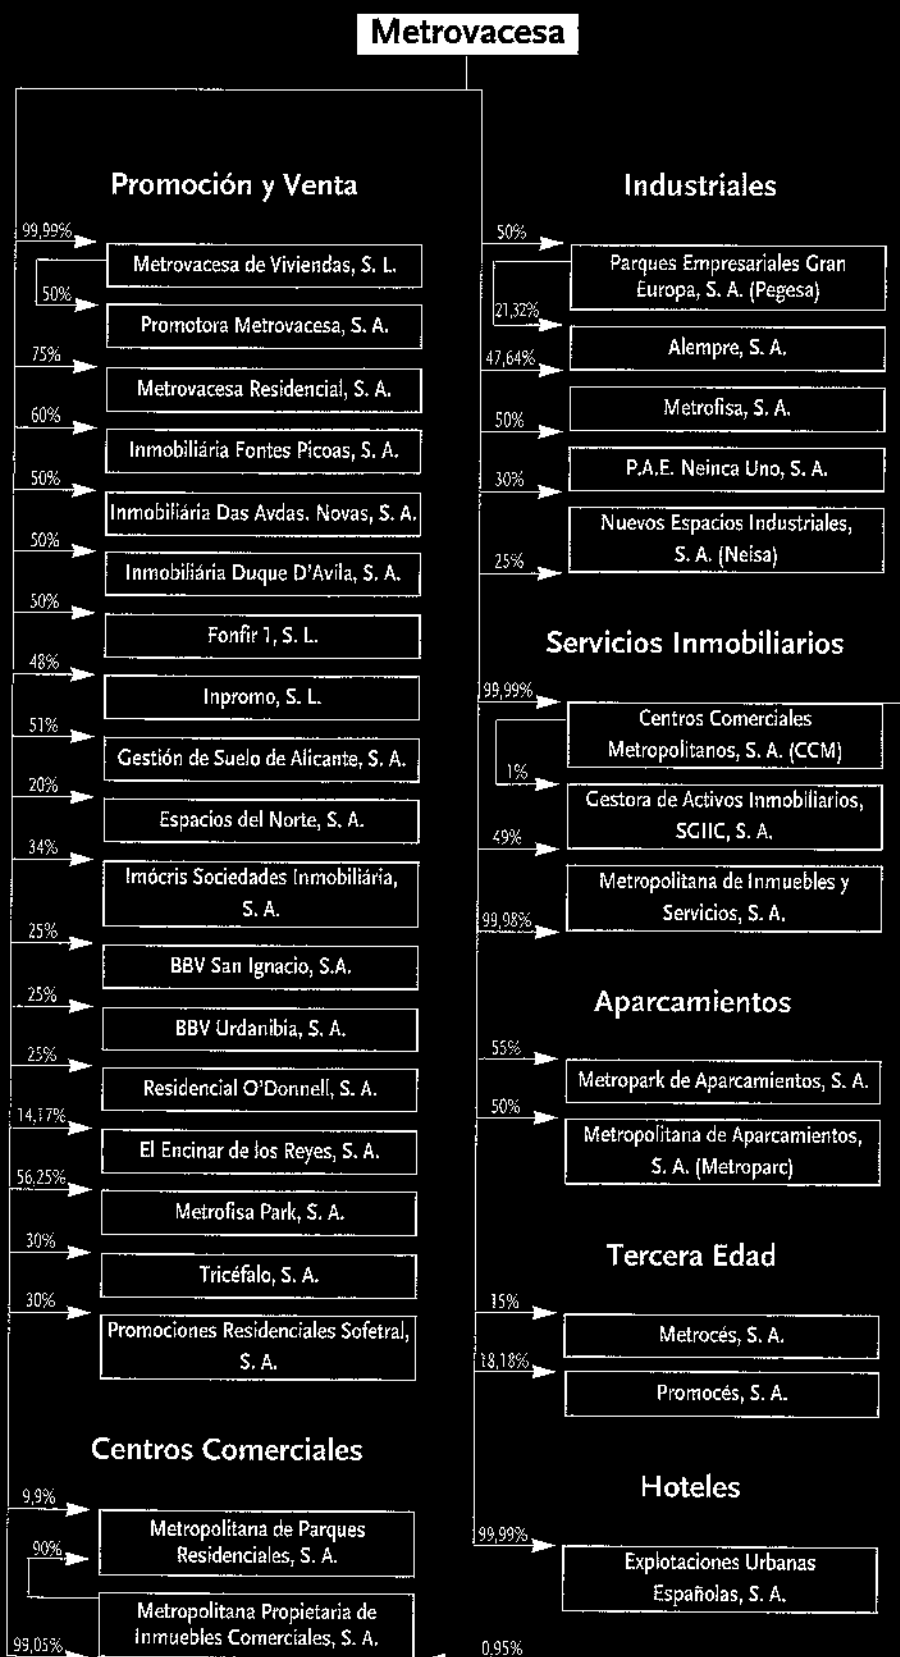 Metrovacesa
Promoción y Venta
99,99%
Metrovacesa de Viviendas, S. L.
50%
Promotora Metrovacesa, S. A.
75%
Metrovacesa Residencial, S. A.
60%
Inmobiliária Fontes Picoas, S. A.
50%
Inmobiliária Das Avdas. Novas, S. A.
50%
Inmobiliária Duque D'Avila, S. A.
50%
Fonfir 1, S. L.
48%
Inpromo, S. L.
51%
Gestión de Suelo de Alicante, S. A.
20%
Espacios del Norte, S. A.
34%
Imócris Sociedades Inmobiliária,
S. A.
25%
BBV San Ignacio, S.A.
25%
BBV Urdanibia, S. A.
25%
Residencial O'Donnell, S. A.
14,17%
El Encinar de los Reyes, S. A.
56,25%
Metrofisa Park, S. A.
30%
Tricéfalo, S. A.
30%
Promociones Residenciales Sofetral,
S. A.
Centros Comerciales
9,9%
Metropolitana de Parques
Residenciales, S. A.
90%
Metropolitana Propietaria de
Inmuebles Comerciales, S. A.
99,05%
0,95%
Industriales
50%
Parques Empresariales Gran
Europa, S. A. (Pegesa)
21,32%
Alempre, S. A.
47,64%
Metrofisa, S. A.
50%
P.A.E. Neinca Uno, S. A.
30%
Nuevos Espacios Industriales,
S. A. (Neisa)
25%
Servicios Inmobiliarios
99,99%
Centros Comerciales
Metropolitanos, S. A. (CCM)
1%
Gestora de Activos Inmobiliarios,
SGIIC, S. A.
49%
Metropolitana de Inmuebles y
Servicios, S. A.
99,98%
Aparcamientos
55%
Metropark de Aparcamientos, S. A.
50%
Metropolitana de Aparcamientos,
S. A. (Metroparc)
Tercera Edad
15%
Metrocés, S. A.
18,18%
Promocés, S. A.
Hoteles
99,99%
Explotaciones Urbanas
Españolas, S. A.